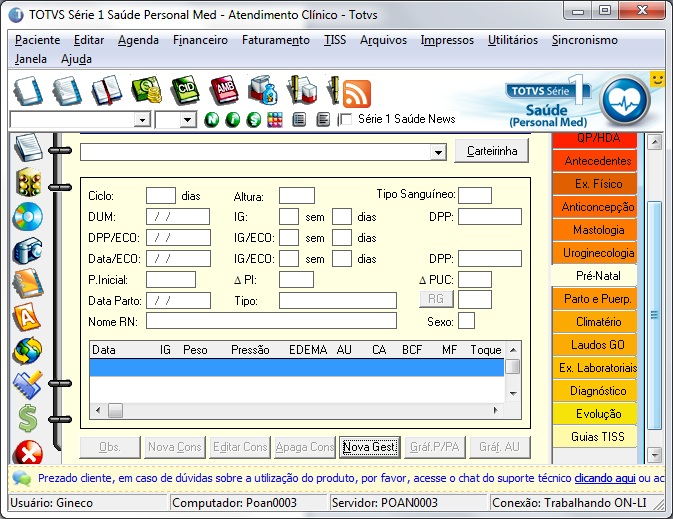 TOTVS Série 1 Saúde Personal Med - Atendimento Clínico - Totvs
Paciente Editar Agenda Financeiro Faturamento TISS Arquivos Impressos Utilitários Sincronismo
Janela Ajuda
CID AMB
TOTVS Série 1
Saúde
(Personal Med)
N F S Série 1 Saúde News
Carteirinha
Ciclo: dias Altura: Tipo Sanguíneo:
DUM: / / IG: sem dias DPP:
DPP/ECO: / / IG/ECO: sem dias
Data/ECO: / / IG/ECO: sem dias DPP:
P.Inicial: Δ PI: Δ PUC:
Data Parto: / / Tipo: RG
Nome RN: Sexo:
Data IG Peso Pressão EDEMA AU CA BCF MF Toque
Obs. Nova Cons Editar Cons Apaga Cons Nova Gest. Gráf.P/PA Gráf. AU
QP/HDA
Antecedentes
Ex. Físico
Anticoncepção
Mastologia
Uroginecologia
Pré-Natal
Parto e Puerp.
Climatério
Laudos GO
Ex. Laboratoriais
Diagnóstico
Evolução
Guias TISS
Prezado cliente, em caso de dúvidas sobre a utilização do produto, por favor, acesse o chat do suporte técnico clicando aqui ou ac
Usuário: Gineco Computador: Poan0003 Servidor: POAN0003 Conexão: Trabalhando ON-LI